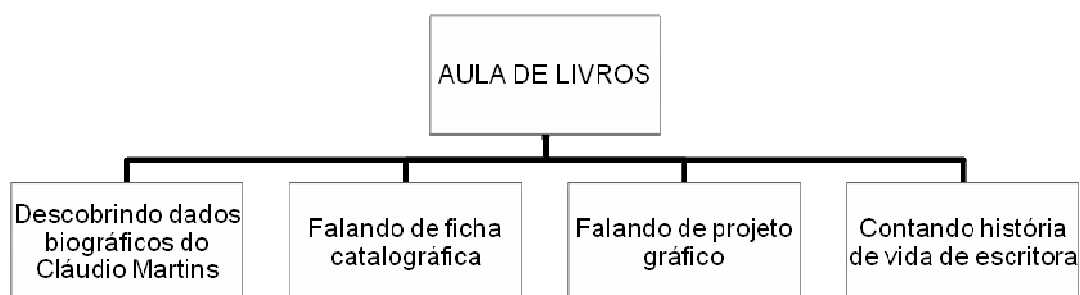 AULA DE LIVROS
Descobrindo dados
biográficos do
Cláudio Martins
Falando de ficha
catalográfica
Falando de projeto
gráfico
Contando história
de vida de escritora